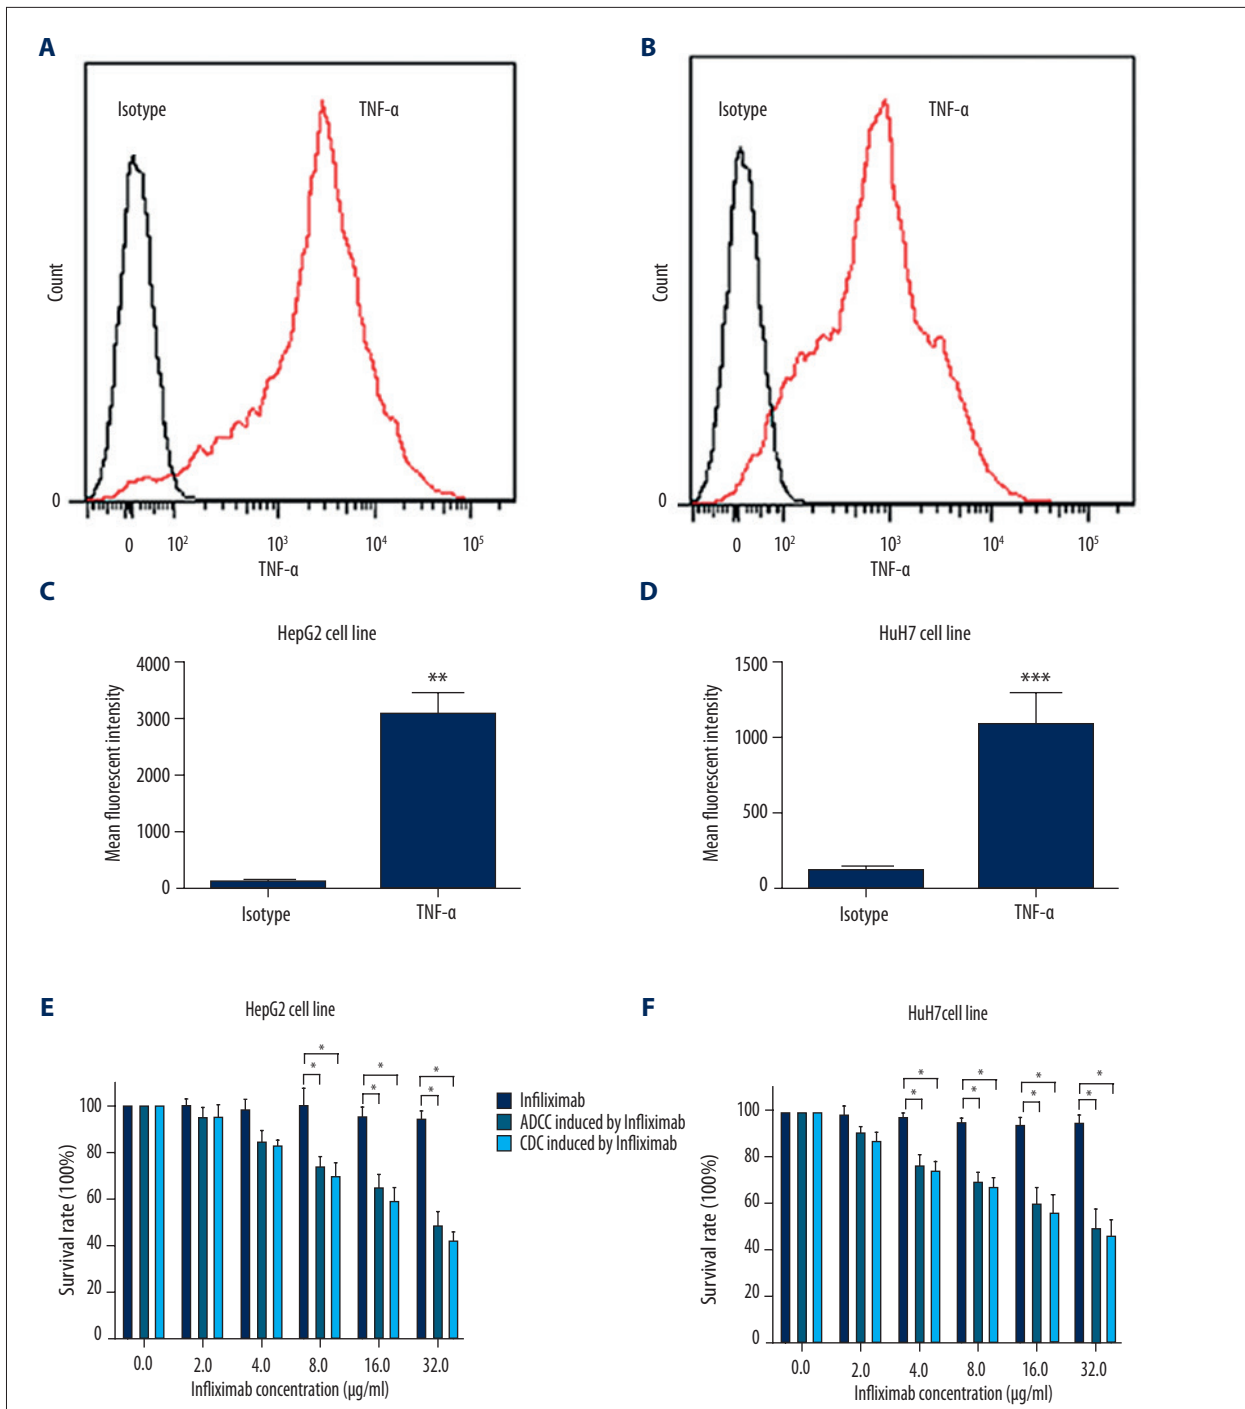 A
Isotype
TNF-α
Count
0
0 10² 10³ 10⁴ 10⁵
TNF-α
B
Isotype
TNF-α
Count
0
0 10² 10³ 10⁴ 10⁵
TNF-α
C
HepG2 cell line
Mean fluorescent intensity
4000
3000
2000
1000
0
**
Isotype TNF-α
D
HuH7 cell line
Mean fluorescent intensity
1500
1000
500
0
***
Isotype TNF-α
E
HepG2 cell line
Survival rate (100%)
100
80
60
40
20
0
* * * * * *
0.0 2.0 4.0 8.0 16.0 32.0
Infliximab concentration (µg/ml)
Infiliximab
ADCC induced by Infliximab
CDC induced by Infliximab
F
HuH7cell line
Survival rate (100%)
100
80
60
40
20
0
* * * * * * * *
0.0 2.0 4.0 8.0 16.0 32.0
Infliximab concentration (µg/ml)